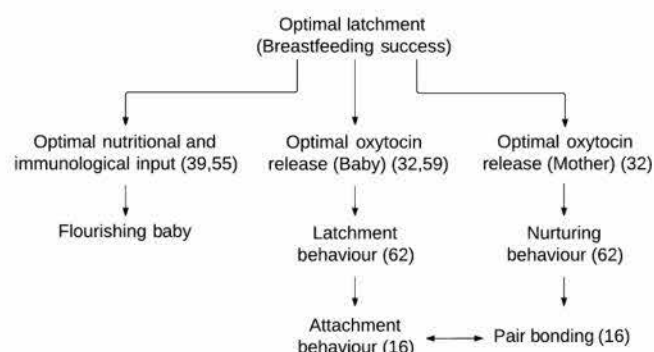 Optimal latchment
(Breastfeeding success)
Optimal nutritional and
immunological input (39,55)
Optimal oxytocin
release (Baby) (32,59)
Optimal oxytocin
release (Mother) (32)
Flourishing baby
Latchment
behaviour (62)
Nurturing
behaviour (62)
Attachment
behaviour (16)
Pair bonding (16)